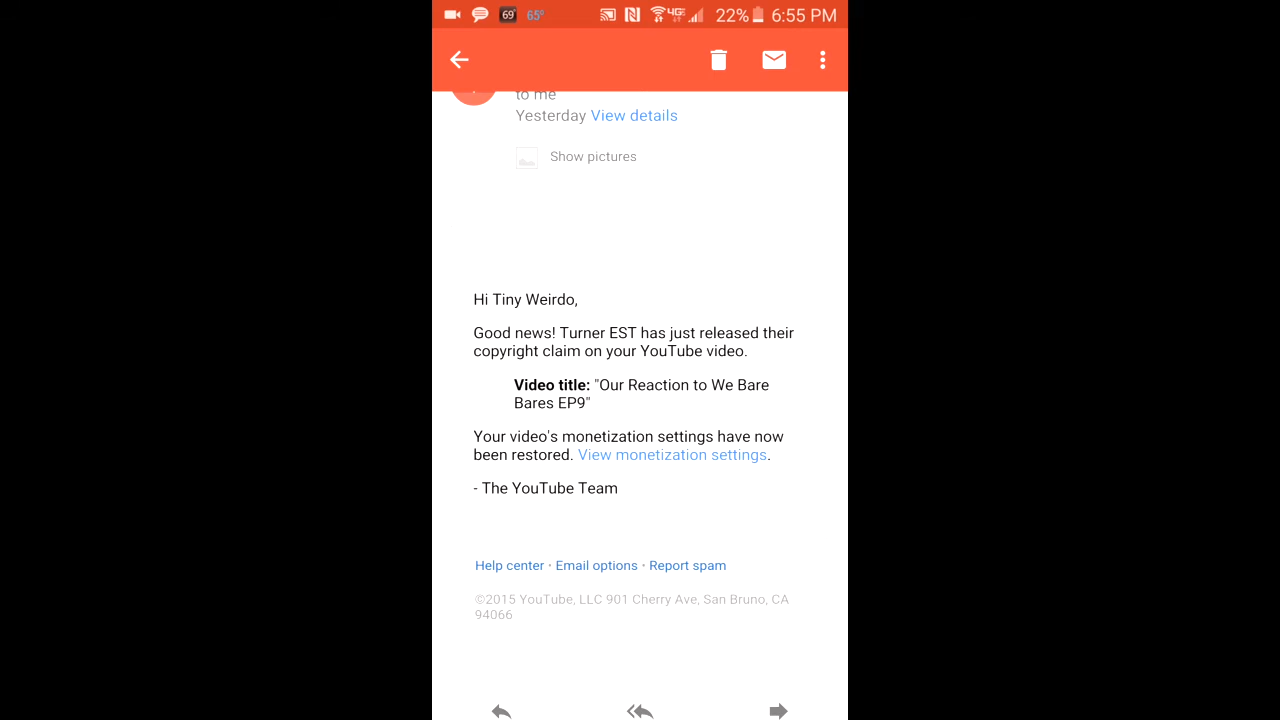 69° 65° 4G 22% 6:55 PM
to me
Yesterday View details
Show pictures
Hi Tiny Weirdo,
Good news! Turner EST has just released their
copyright claim on your YouTube video.
Video title: "Our Reaction to We Bare
Bares EP9"
Your video's monetization settings have now
been restored. View monetization settings.
- The YouTube Team
Help center • Email options • Report spam
©2015 YouTube, LLC 901 Cherry Ave, San Bruno, CA
94066